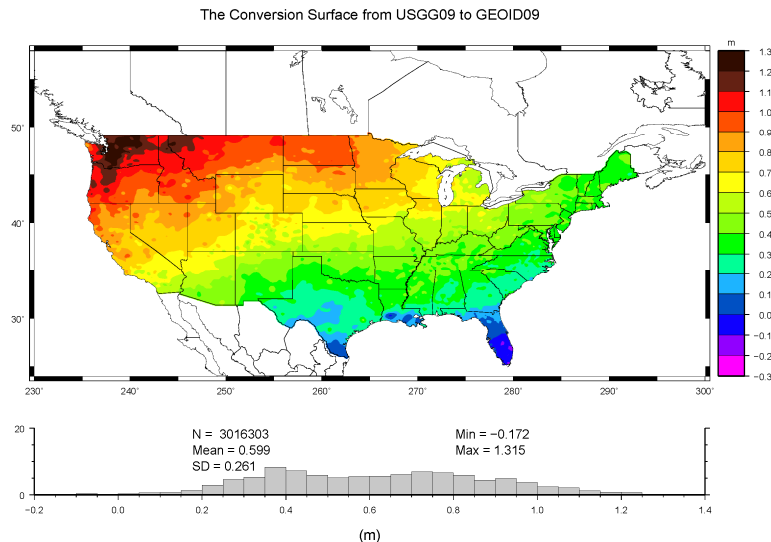 The Conversion Surface from USGG09 to GEOID09
m
1.3
1.2
1.1
1.0
0.9
0.8
0.7
0.6
0.5
0.4
0.3
0.2
0.1
0.0
−0.1
−0.2
−0.3
50°
40°
30°
230° 240° 250° 260° 270° 280° 290° 300°
20
0
N = 3016303
Mean = 0.599
SD = 0.261
Min = −0.172
Max = 1.315
−0.2 0.0 0.2 0.4 0.6 0.8 1.0 1.2 1.4
(m)